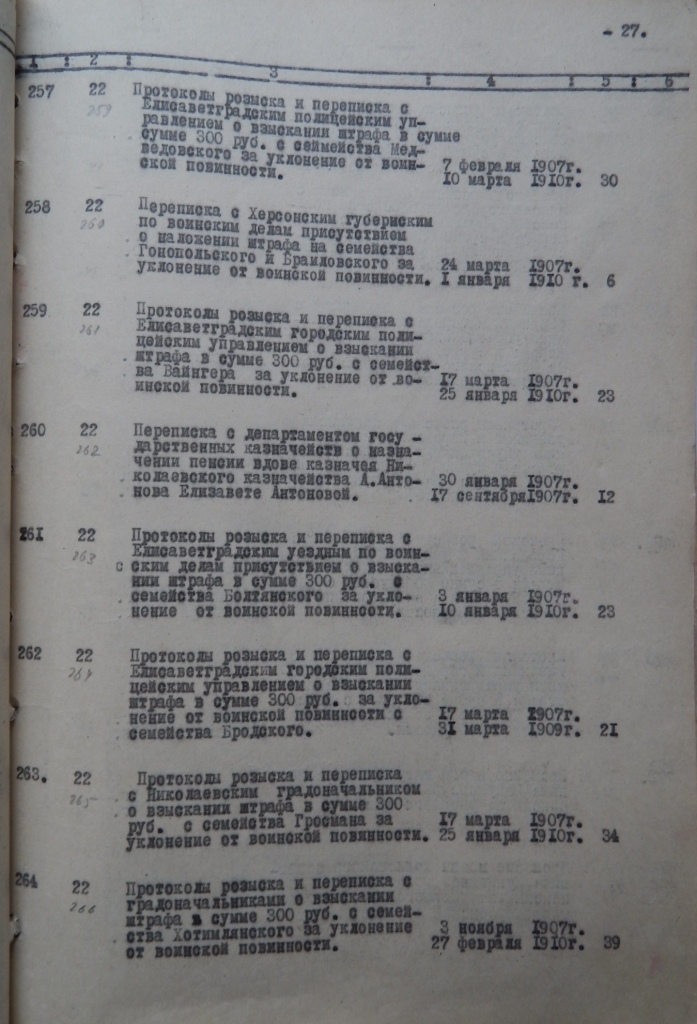 - 27.
1 : 2 : 3 : 4 : 5 : 6
257 22 Протоколы розыска и переписка с
259 Елисаветградским полицейским уп-
равлением о взыскании штрафа в сумме
сумме 300 руб. с сеймейства Мед-
ведовского за уклонение от воин- 7 февраля 1907г.
ской повинности. 10 марта 1910г. 30
258 22 Переписка с Херсонским губериским
260 по воинским делам присутствием
о наложении штрафа на семейства
Гонопольского и Браиловского за 24 марта 1907г.
уклонение от воинской повинности. 1 января 1910 г. 6
259 22 Протоколы розыска и переписка с
261 Елисаветградским городским поли-
цейским управлением о взыскании
штрафа в сумме 300 руб. с семейст-
ва Вайнгера за уклонение от во- 17 марта 1907г.
инской повинности. 25 января 1910г. 23
260 22 Переписка с департаментом госу -
262 дарственных казначейств о назна-
чении пенсии вдове казначея Ни-
колаевского казначейства А.Анто- 30 января 1907г.
нова Елизавете Антоновой. 17 сентября1907г. 12
261 22 Протоколы розыска и переписка с
263 Елисаветградским уездным по воин-
с ским делам присутствием о взыска-
нии штрафа в сумме 300 руб. с
семейства Болтянского за укло- 3 января 1907г.
нение от воинской повинности. 10 января 1910г. 23
262 22 Протоколы розыска и переписка с
264 Елисаветградским городским поли-
цейским управлением о взыскании
штрафа в сумме 300 руб. за укло-
нение от воинской повинности с 17 марта 1907г.
семейства Бродского. 31 марта 1909г. 21
263. 22 Протоколы розыска и переписка
265 с Николаевским градоначальником
о взыскании штрафа в сумме 300
руб. с семейства Гросмана за 17 марта 1907г.
уклонение от воинской повинности. 25 января 1910г. 34
264 22 Протоколы розыска и переписка с
266 градоначальниками о взыскании
штрафа в сумме 300 руб. с семей-
ства Хотимлянского за уклонение 3 ноября 1907г.
от воинской повинности. 27 февраля 1910г. 39